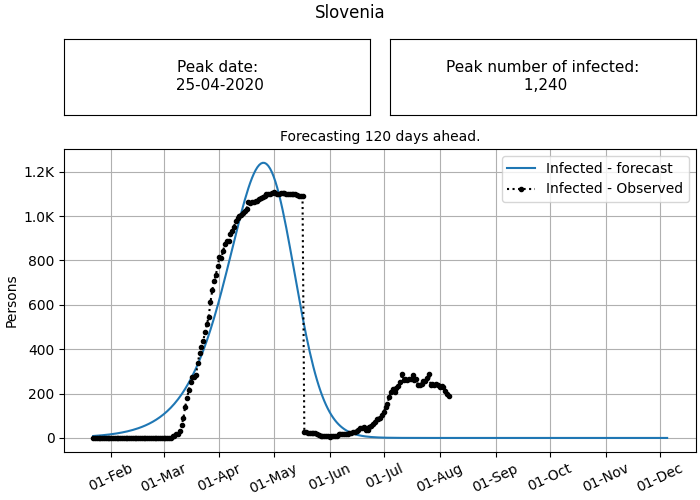 Slovenia
Peak date:
25-04-2020
Peak number of infected:
1,240
Forecasting 120 days ahead.
Infected - forecast
Infected - Observed
1.2K
1.0K
800
600
400
200
0
Persons
01-Feb
01-Mar
01-Apr
01-May
01-Jun
01-Jul
01-Aug
01-Sep
01-Oct
01-Nov
01-Dec